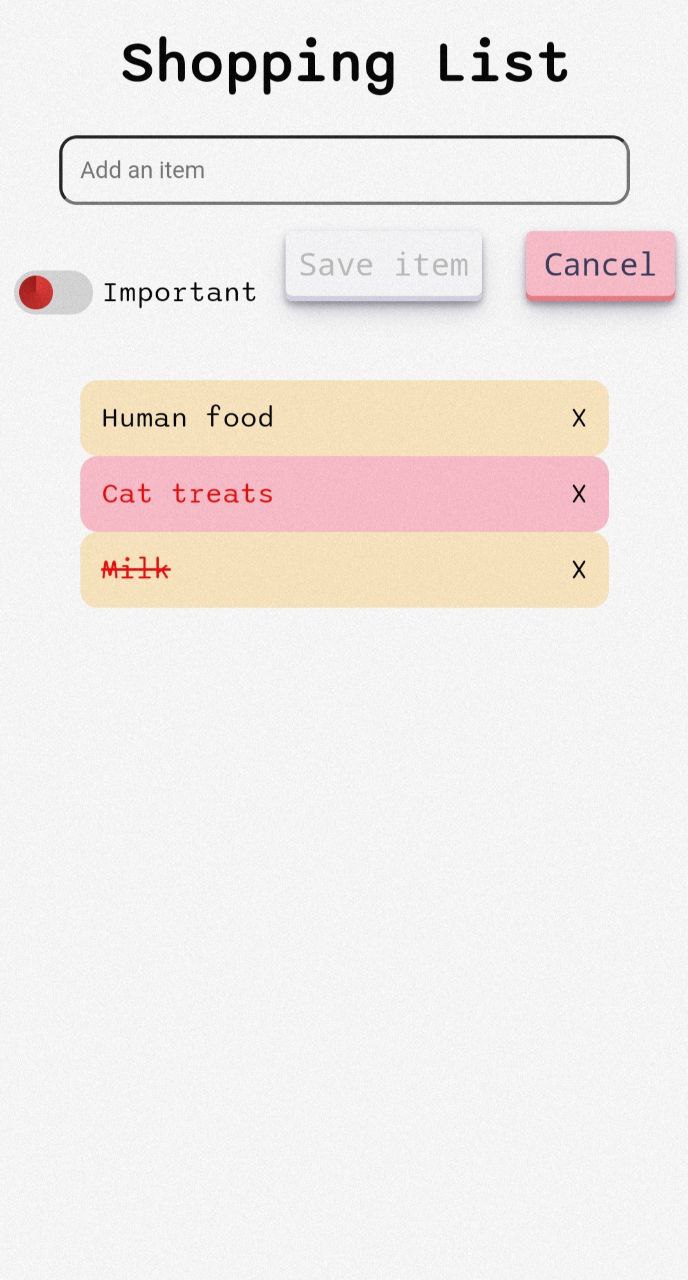 Shopping List
Add an item
Important Save item Cancel
Human food X
Cat treats X
Milk X